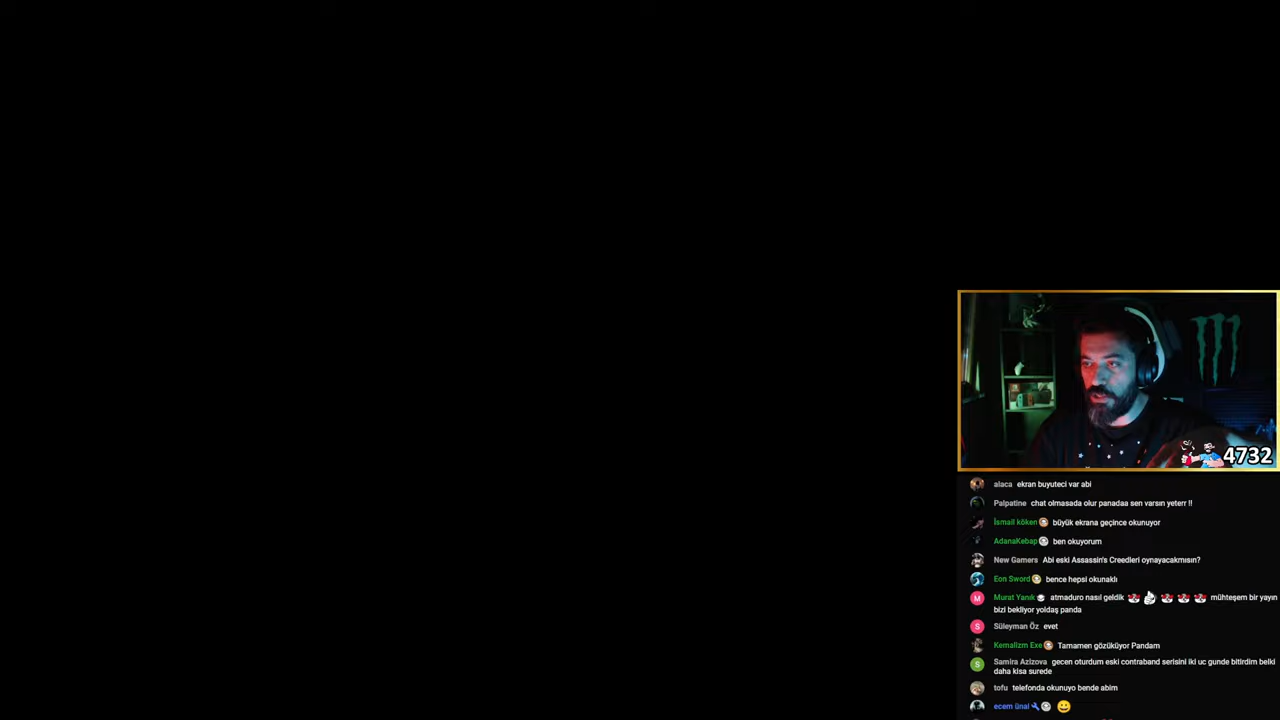 4732
alaca ekran buyuteci var abi
Palpatine chat olmasada olur panadaa sen varsın yeterr !!
İsmail köken büyük ekrana geçince okunuyor
AdanaKebap ben okuyorum
New Gamers Abi eski Assassin's Creedleri oynayacakmısın?
Eon Sword bence hepsi okunaklı
M Murat Yanık atmaduro nasıl geldik mühteşem bir yayın
bizi bekliyor yoldaş panda
S Süleyman Öz evet
Kemalizm Exe Tamamen gözüküyor Pandam
S Samira Azizova gecen oturdum eski contraband serisini iki uc gunde bitirdim belki
daha kisa surede
tofu telefonda okunuyo bende abim
ecem ünal 😀